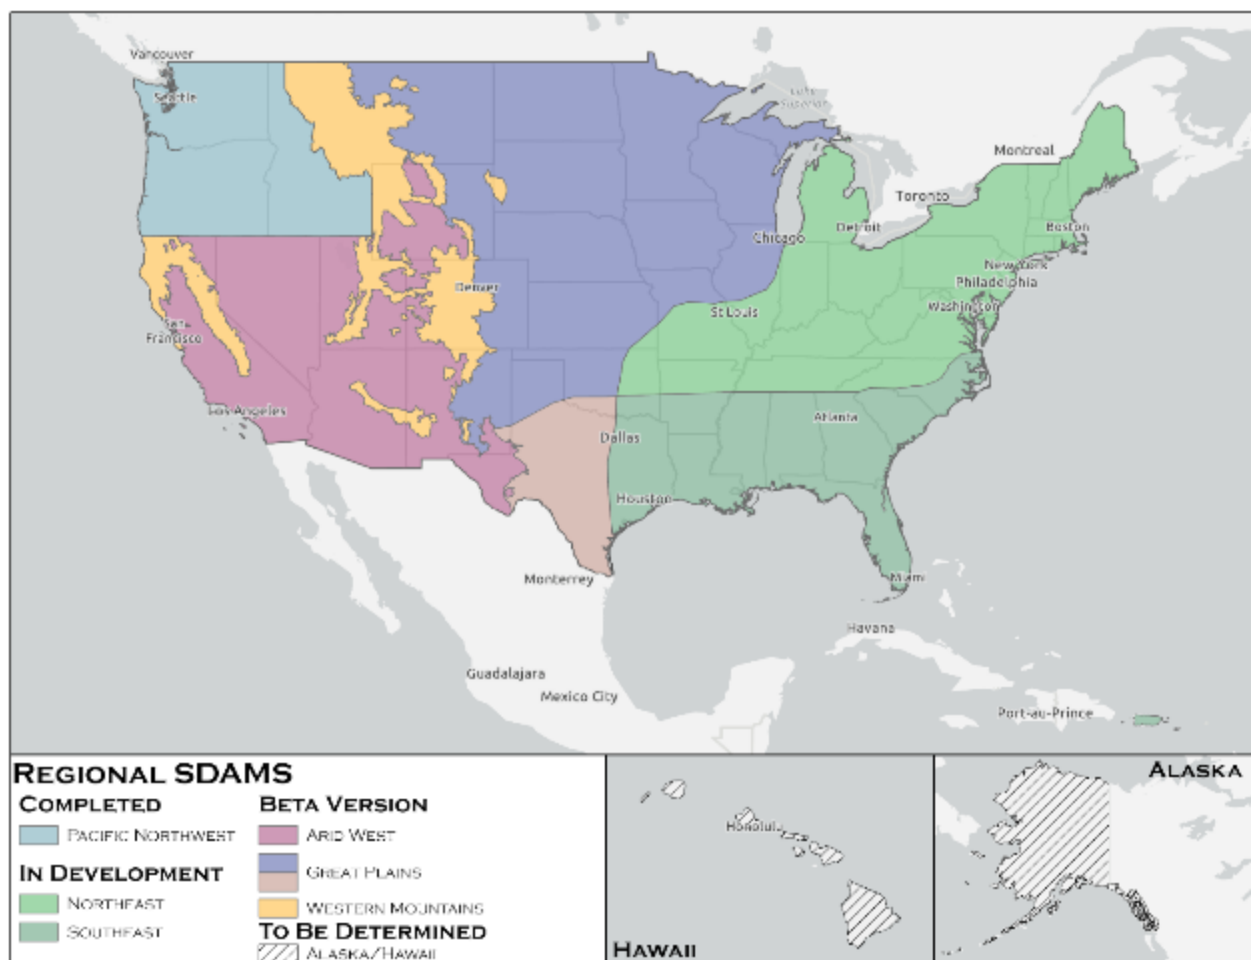 Vancouver
Seattle
Lake
Superior
Montreal
Toronto
Chicago
Detroit
Boston
New York
Philadelphia
Denver
St Louis
Washington
San
Francisco
Los Angeles
Atlanta
Dallas
Houston
Monterrey
Miami
Havana
Guadalajara
Mexico City
Port-au-Prince
REGIONAL SDAMS
COMPLETED
PACIFIC NORTHWEST
IN DEVELOPMENT
NORTHEAST
SOUTHEAST
BETA VERSION
ARID WEST
GREAT PLAINS
WESTERN MOUNTAINS
TO BE DETERMINED
ALASKA/HAWAII
Honolulu
HAWAII
ALASKA